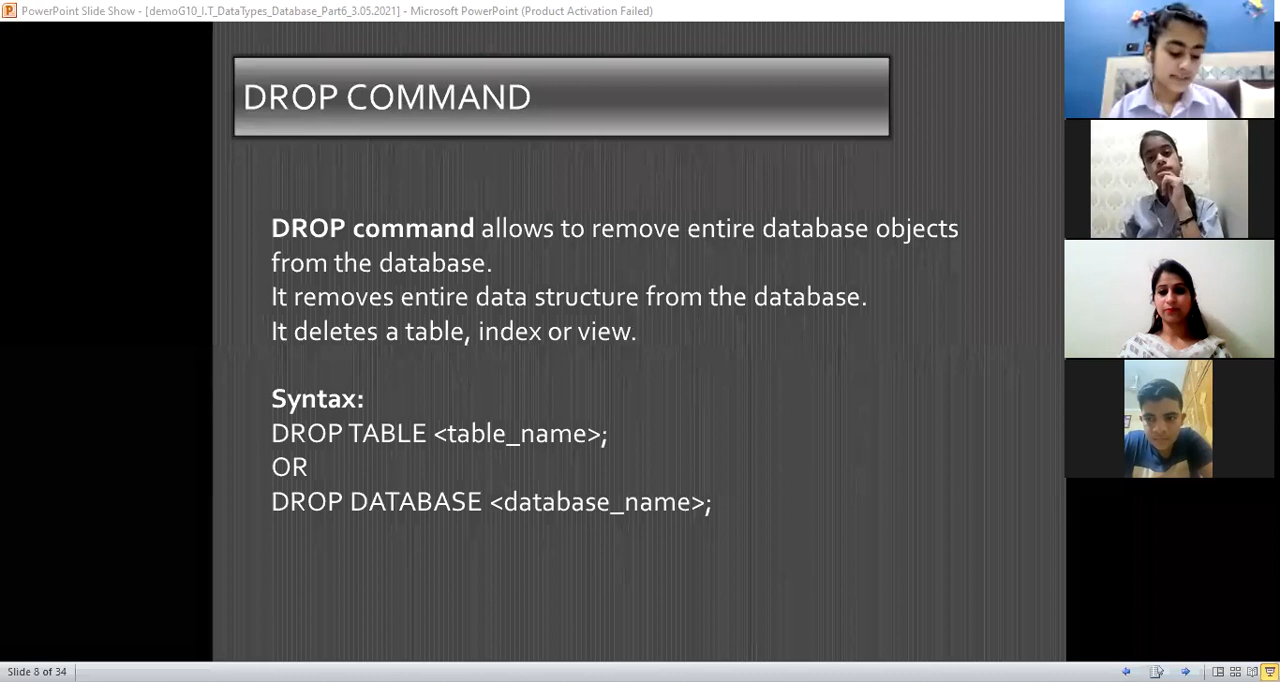 PowerPoint Slide Show - [demoG10_I.T_DataTypes_Database_Part6_3.05.2021] - Microsoft PowerPoint (Product Activation Failed)
DROP COMMAND
DROP command allows to remove entire database objects
from the database.
It removes entire data structure from the database.
It deletes a table, index or view.
Syntax:
DROP TABLE <table_name>;
OR
DROP DATABASE <database_name>;
Slide 8 of 34